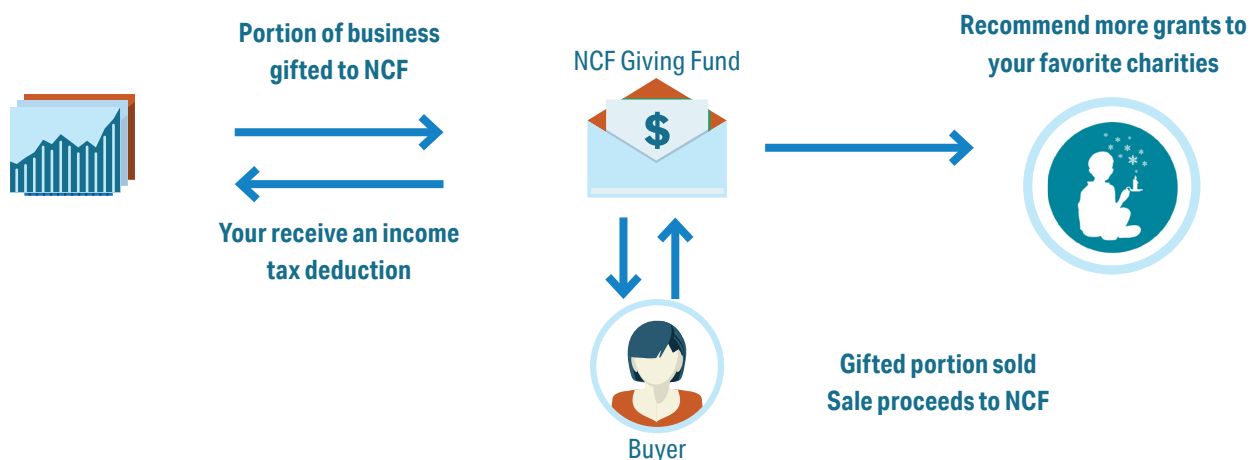 Portion of business
gifted to NCF
Your receive an income
tax deduction
NCF Giving Fund
$
Buyer
Recommend more grants to
your favorite charities
Gifted portion sold
Sale proceeds to NCF